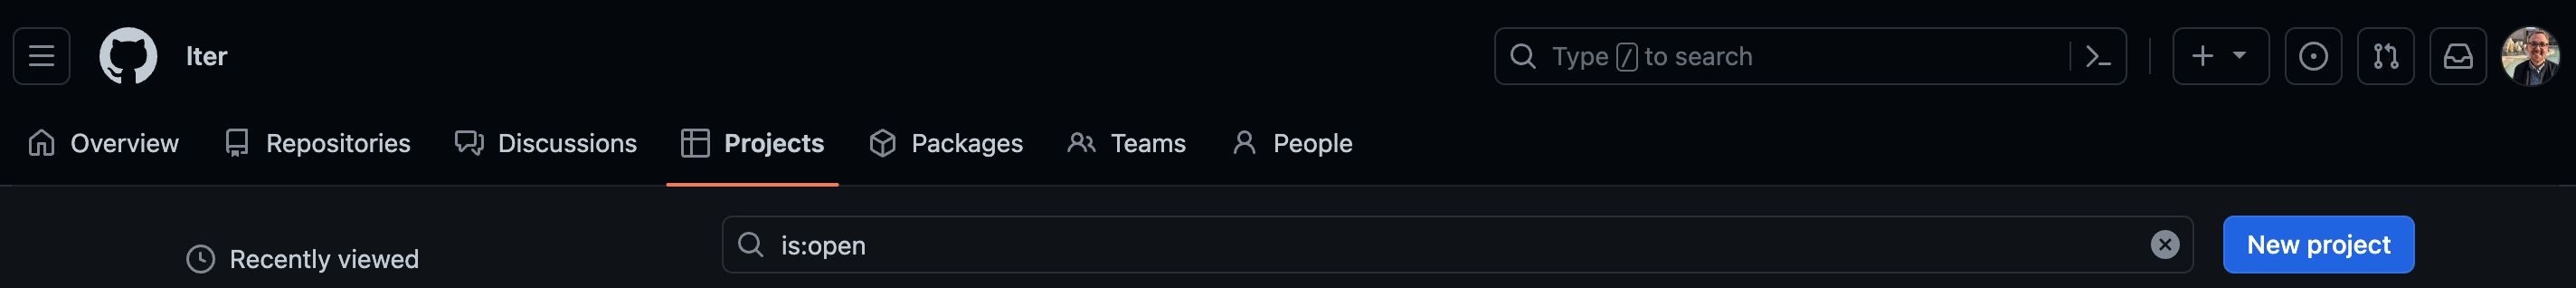 Iter
Type / to search
Overview Repositories Discussions Projects Packages Teams People
Recently viewed
is:open
New project